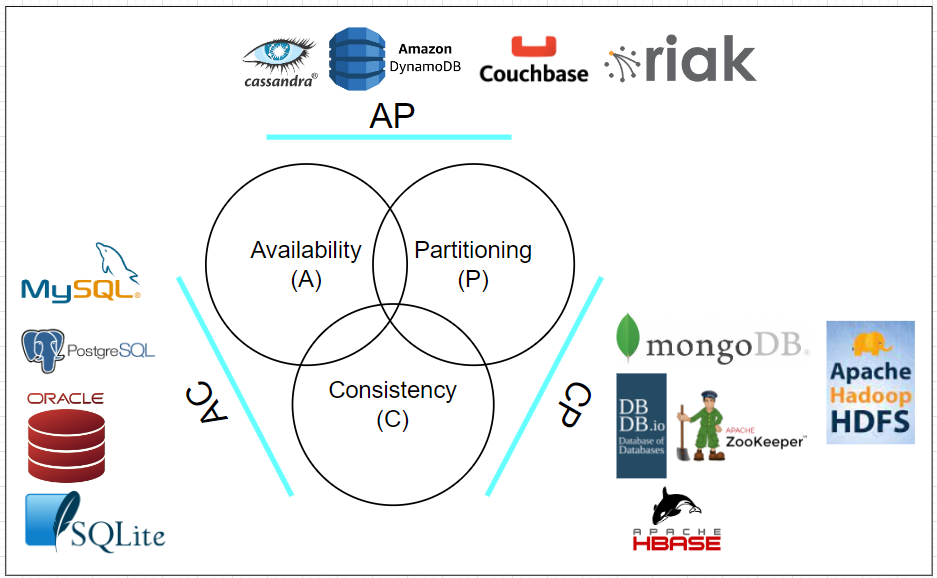 cassandra®
Amazon
DynamoDB
Couchbase
riak
AP
Availability
(A)
Partitioning
(P)
Consistency
(C)
AC
CP
MySQL®
PostgreSQL
ORACLE
SQLite
mongoDB®
DB
DB.io
Database of
Databases
APACHE
ZooKeeper™
Apache
Hadoop
HDFS
APACHE
HBASE